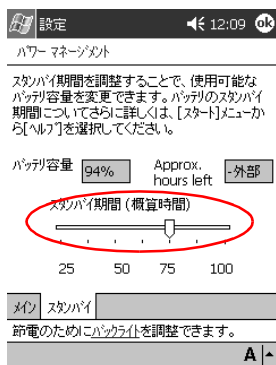 設定 12:09 ok
パワー マネージメント
スタンバイ期間を調整することで、使用可能な
バッテリ容量を変更できます。バッテリのスタンバイ
期間についてさらに詳しくは、[スタート]メニューか
ら[ヘルプ]を選択してください。
バッテリ容量 94% Approx. hours left -外部
スタンバイ期間 (概算時間)
25 50 75 100
メイン スタンバイ
節電のためにバックライトを調整できます。
A